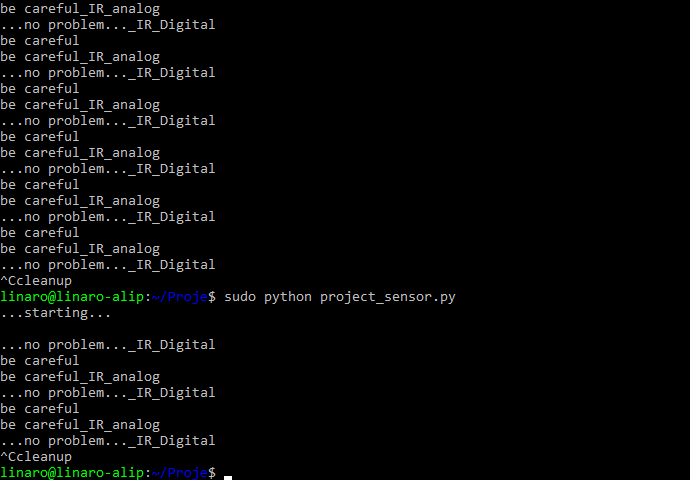 be careful_IR_analog
...no problem..._IR_Digital
be careful
be careful_IR_analog
...no problem..._IR_Digital
be careful
be careful_IR_analog
...no problem..._IR_Digital
be careful
be careful_IR_analog
...no problem..._IR_Digital
be careful
be careful_IR_analog
...no problem..._IR_Digital
be careful
be careful_IR_analog
...no problem..._IR_Digital
^Ccleanup
linaro@linaro-alip:~/Proje$ sudo python project_sensor.py
...starting...

...no problem..._IR_Digital
be careful
be careful_IR_analog
...no problem..._IR_Digital
be careful
be careful_IR_analog
...no problem..._IR_Digital
^Ccleanup
linaro@linaro-alip:~/Proje$